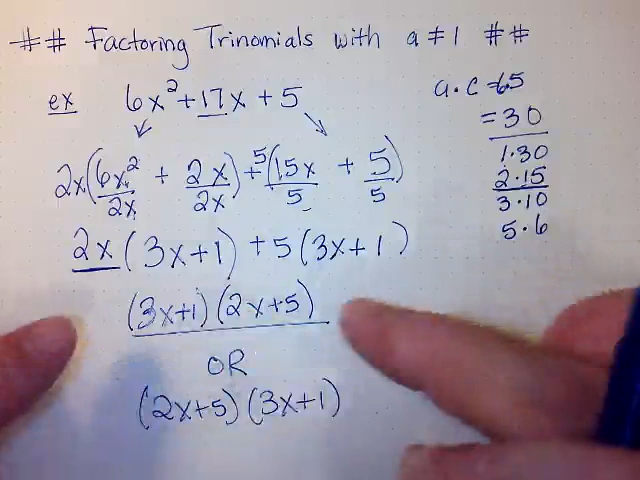 ## Factoring Trinomials with a ≠ 1 ##
ex 6x² + 17x + 5
2x(6x²/2x + 2x/2x) + 5(15x/5 + 5/5)
2x(3x+1) + 5(3x+1)
(3x+1)(2x+5)
OR
(2x+5)(3x+1)
a·c = 6·5
= 30
1·30
2·15
3·10
5·6